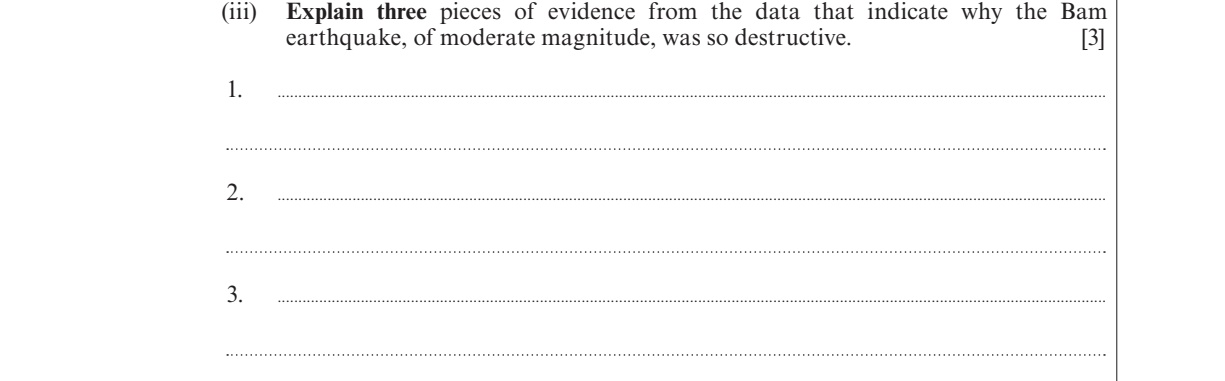 (iii) Explain three pieces of evidence from the data that indicate why the Bam
earthquake, of moderate magnitude, was so destructive. [3]
1.
2.
3.